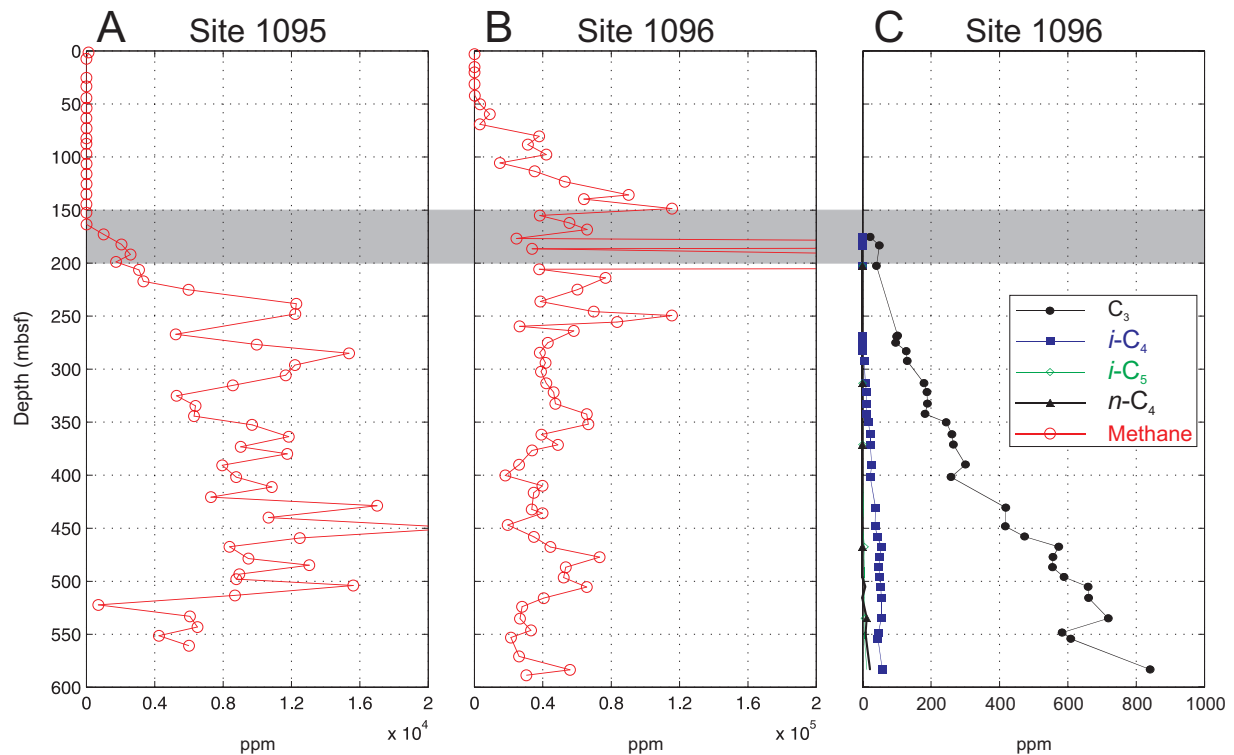 A Site 1095 B Site 1096 C Site 1096
0
50
100
150
200
250
300
350
400
450
500
550
600
Depth (mbsf)
C3
i-C4
i-C5
n-C4
Methane
0 0.4 0.8 1.2 1.6 2 0 0.4 0.8 1.2 1.6 2 0 200 400 600 800 1000
x 10^4 x 10^5
ppm ppm ppm